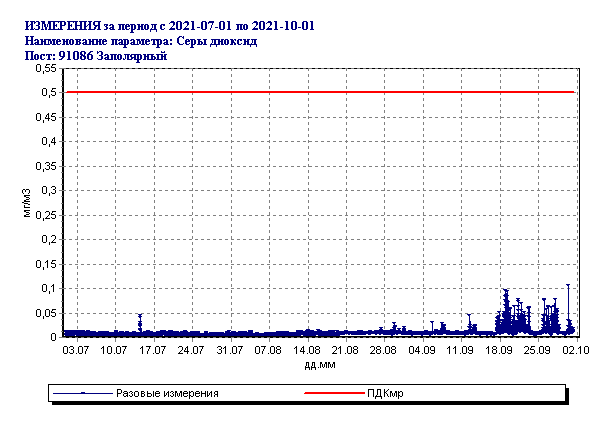 ИЗМЕРЕНИЯ за период с 2021-07-01 по 2021-10-01
Наименование параметра: Серы диоксид
Пост: 91086 Заполярный
0,55
0,5
0,45
0,4
0,35
0,3
0,25
0,2
0,15
0,1
0,05
0
мг/м3
03.07 10.07 17.07 24.07 31.07 07.08 14.08 21.08 28.08 04.09 11.09 18.09 25.09 02.10
дд.мм
Разовые измерения ПДКмр